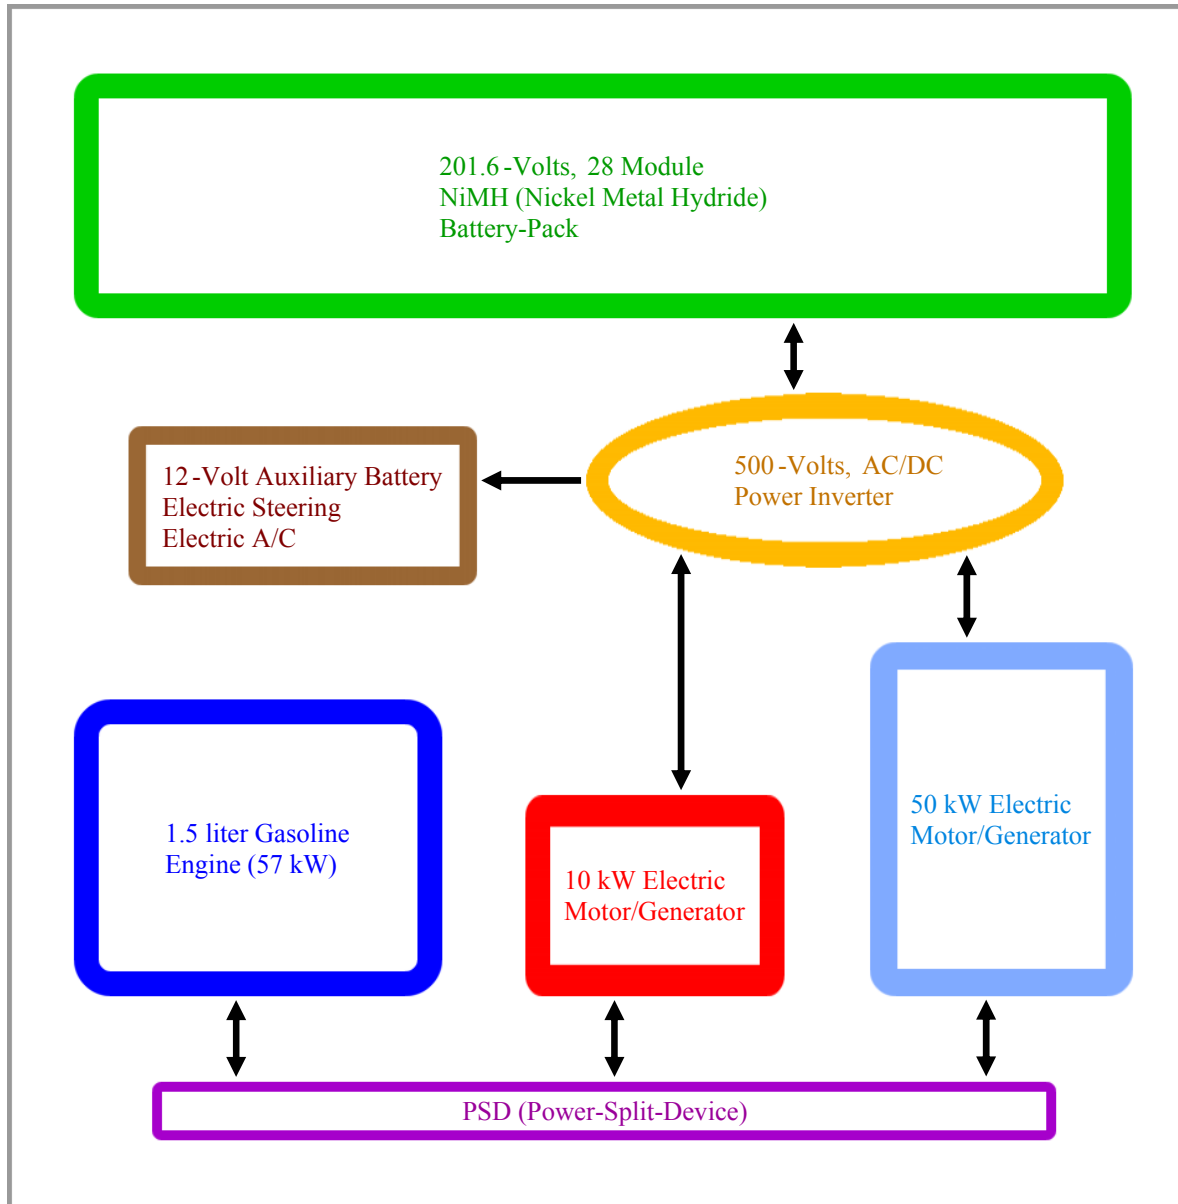 201.6-Volts, 28 Module
NiMH (Nickel Metal Hydride)
Battery-Pack
12-Volt Auxiliary Battery
Electric Steering
Electric A/C
500-Volts, AC/DC
Power Inverter
1.5 liter Gasoline
Engine (57 kW)
10 kW Electric
Motor/Generator
50 kW Electric
Motor/Generator
PSD (Power-Split-Device)